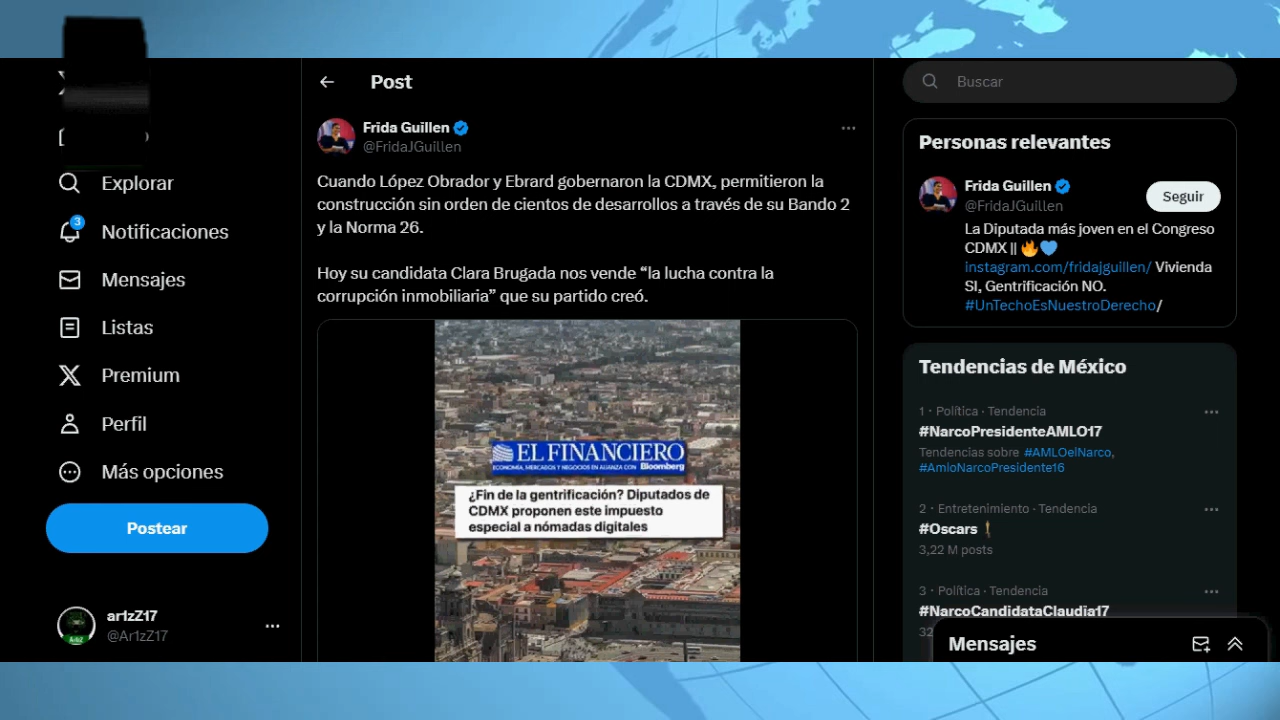 Explorar
3
Notificaciones
Mensajes
Listas
Premium
Perfil
Más opciones
Postear
ar1zZ17
@Ar1zZ17
Post
Frida Guillen
@FridaJGuillen
Cuando López Obrador y Ebrard gobernaron la CDMX, permitieron la
construcción sin orden de cientos de desarrollos a través de su Bando 2
y la Norma 26.
Hoy su candidata Clara Brugada nos vende “la lucha contra la
corrupción inmobiliaria” que su partido creó.
EL FINANCIERO
ECONOMÍA, MERCADOS Y NEGOCIOS EN ALIANZA CON Bloomberg
¿Fin de la gentrificación? Diputados de
CDMX proponen este impuesto
especial a nómadas digitales
Buscar
Personas relevantes
Frida Guillen
@FridaJGuillen
Seguir
La Diputada más joven en el Congreso
CDMX ||
instagram.com/fridajguillen/ Vivienda
SI, Gentrificación NO.
#UnTechoEsNuestroDerecho/
Tendencias de México
1 · Política · Tendencia
#NarcoPresidenteAMLO17
Tendencias sobre #AMLOelNarco,
#AmloNarcoPresidente16
2 · Entretenimiento · Tendencia
#Oscars
3,22 M posts
3 · Política · Tendencia
#NarcoCandidataClaudia17
32
Mensajes